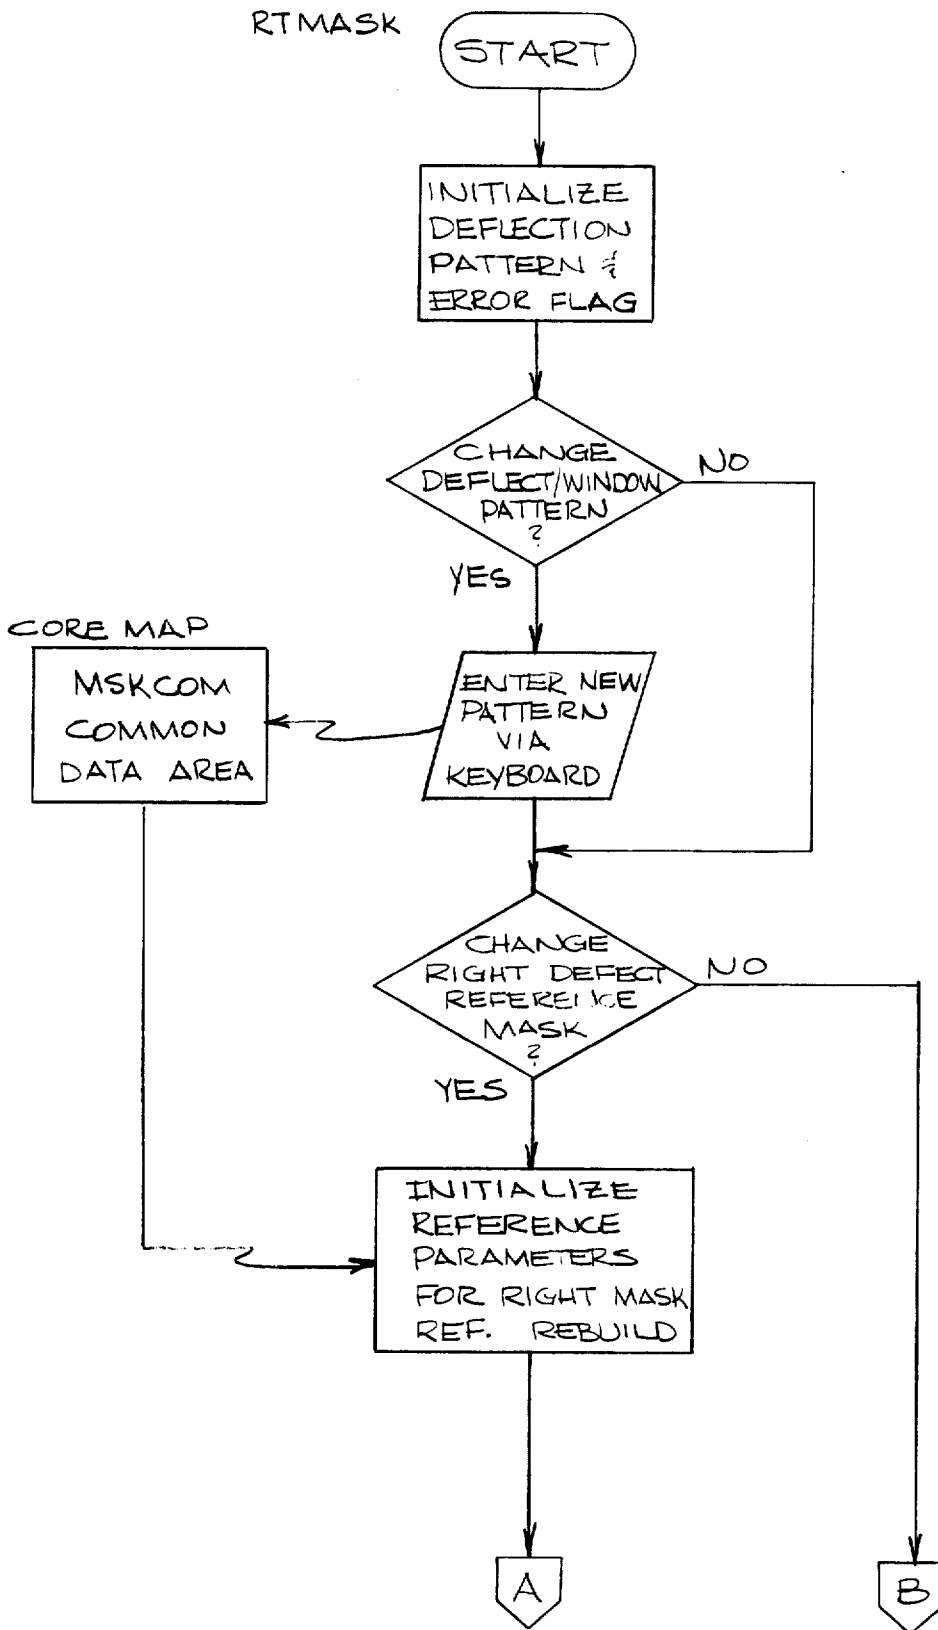 RTMASK
START
INITIALIZE
DEFLECTION
PATTERN &
ERROR FLAG
CHANGE
DEFLECT/WINDOW
PATTERN
?
NO
YES
CORE MAP
MSKCOM
COMMON
DATA AREA
ENTER NEW
PATTERN
VIA
KEYBOARD
CHANGE
RIGHT DEFECT
REFERENCE
MASK
?
NO
YES
INITIALIZE
REFERENCE
PARAMETERS
FOR RIGHT MASK
REF. REBUILD
A
B